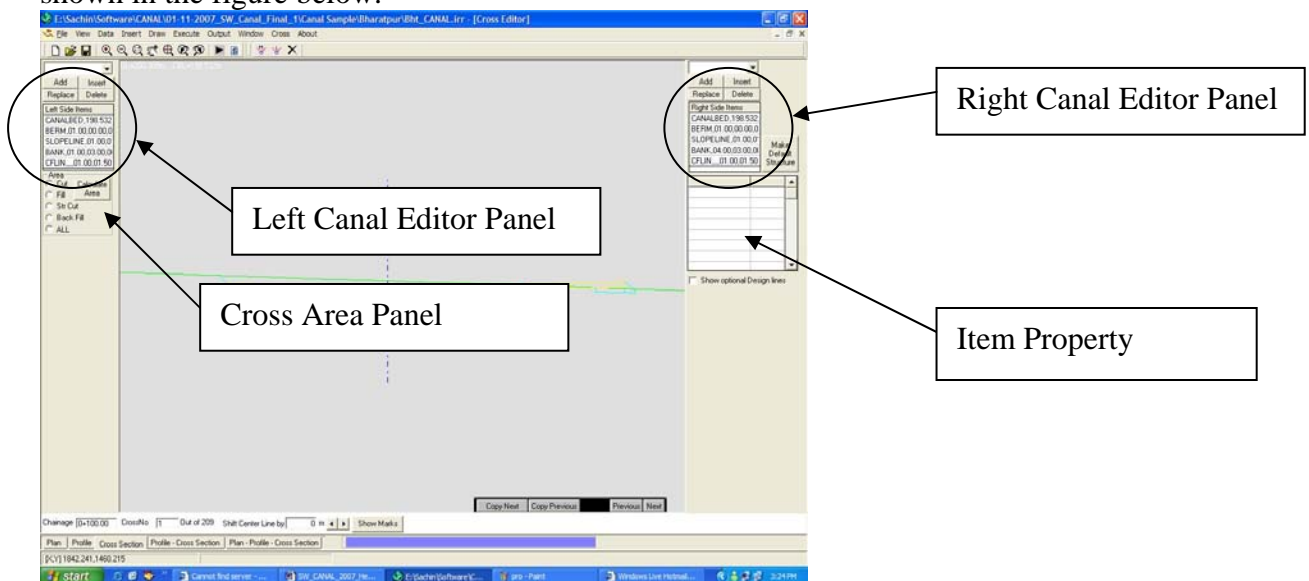 shown in the figure below.
E:\Sachin\Software\CANAL\01-11-2007_SW_Canal_Final_1\Canal Sample\Bharatpur\Bht_CANAL.irr - [Cross Editor]
File View Data Insert Draw Execute Output Window Cross About
Add Insert
Replace Delete
Left Side Items
CANALBED,198.532
BERM,01.00,00.00,0
SLOPELINE,01.00,0
BANK,01.00,03.00,0
CFLIN__,01.00,01.50
Area
Cut Calculate
Fill Area
Str Cut
Back Fill
ALL
Add Insert
Replace Delete
Right Side Items
CANALBED,198.532
BERM,01.00,00.00,0
SLOPELINE,01.00,0
BANK,04.00,03.00,0
CFLIN__,01.00,01.50
Make
Default
Structure
Show optional Design lines
Right Canal Editor Panel
Left Canal Editor Panel
Cross Area Panel
Item Property
Copy Next Copy Previous Previous Next
Chainage 0+100.00 CrossNo 1 Out of 209 Shift Center Line by 0 m Show Marks
Plan Profile Cross Section Profile - Cross Section Plan - Profile - Cross Section
[X,Y] 1842.241,1460.215
start Cannot find server - ... SW_CANAL_2007_He... E:\Sachin\Software\C... pro - Paint Windows Live Hotmail... 3:24 PM